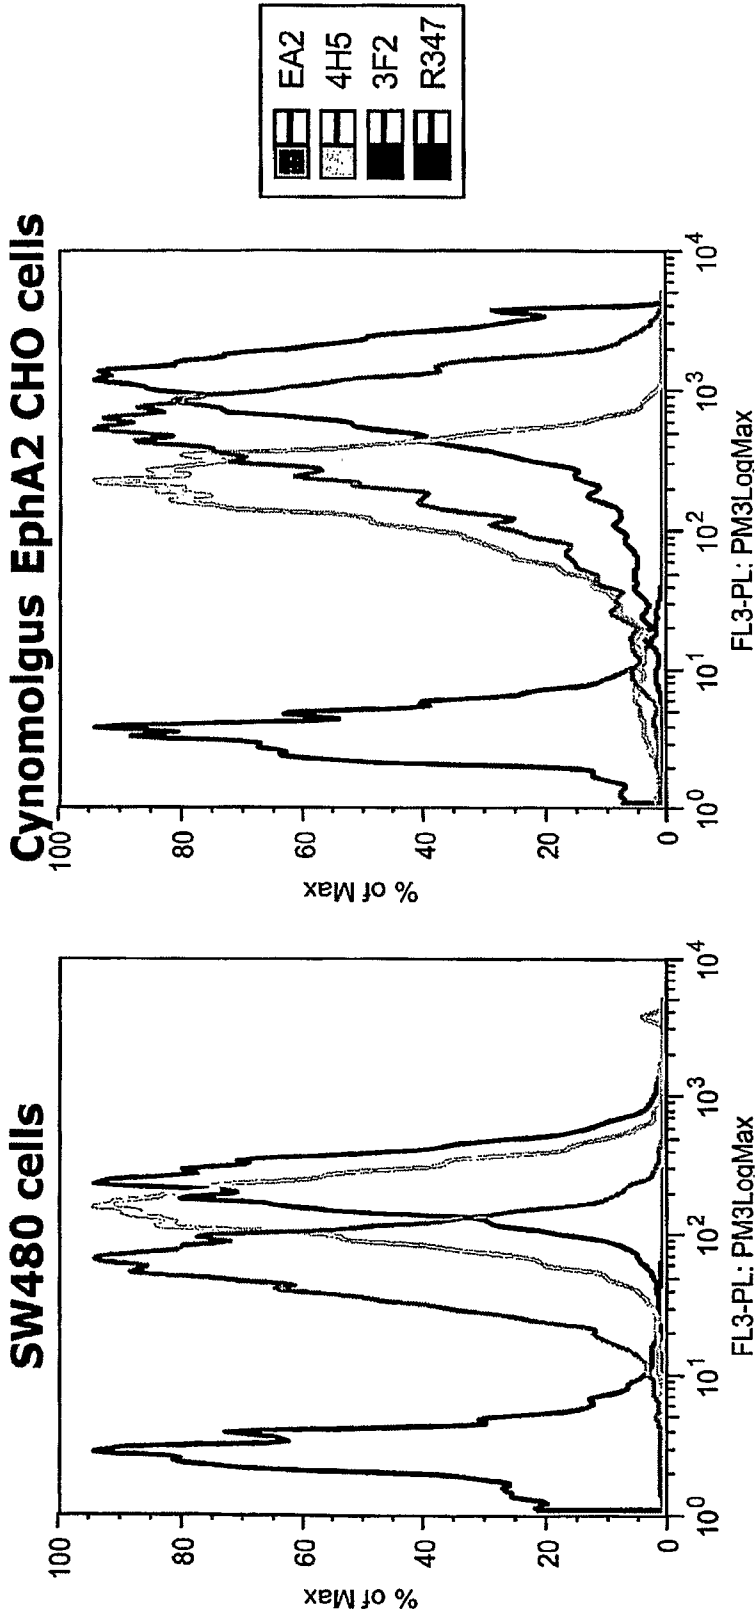 SW480 cells
% of Max
100
80
60
40
20
0
10^0
10^1
10^2
10^3
10^4
FL3-PL: PM3LogMax
Cynomolgus EphA2 CHO cells
% of Max
100
80
60
40
20
0
10^0
10^1
10^2
10^3
10^4
FL3-PL: PM3LogMax
EA2
4H5
3F2
R347